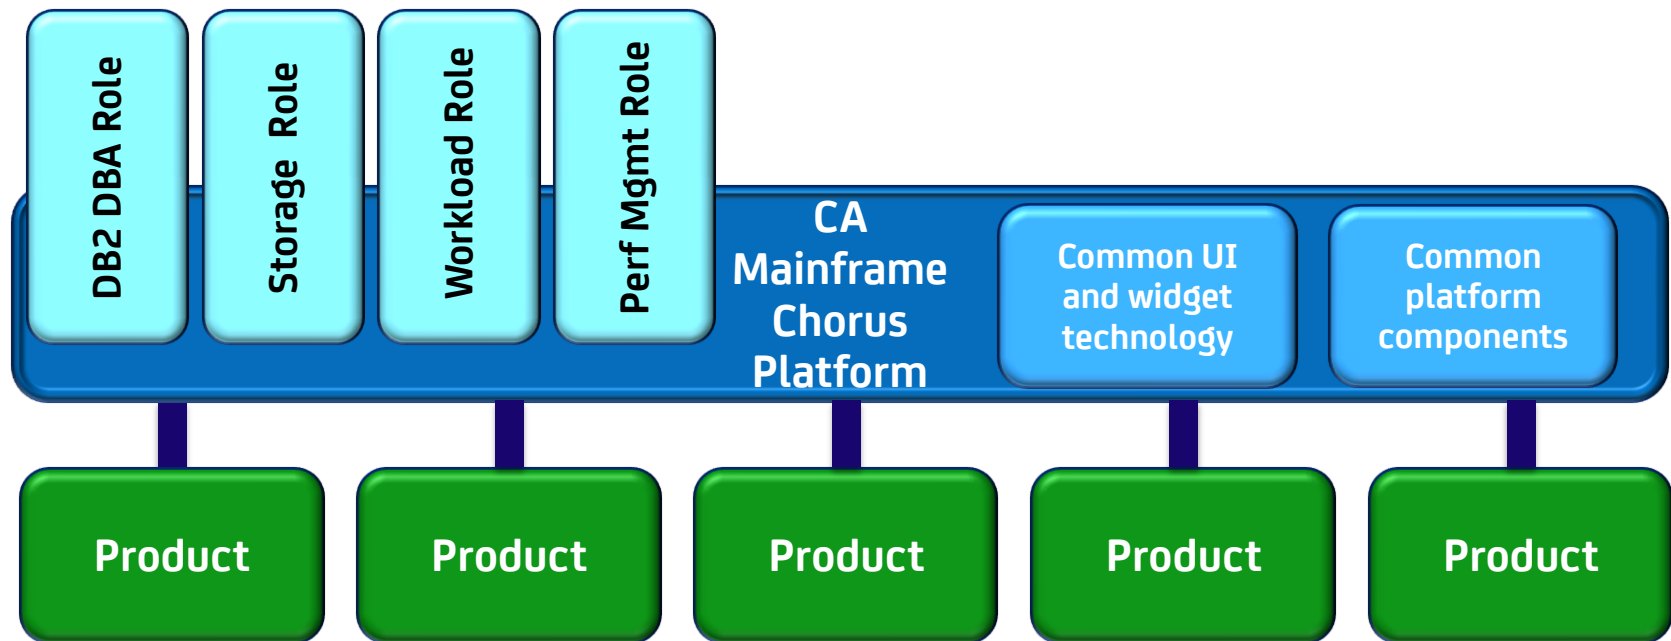 DB2 DBA Role
Storage Role
Workload Role
Perf Mgmt Role
CA
Mainframe
Chorus
Platform
Common UI
and widget
technology
Common
platform
components
Product
Product
Product
Product
Product